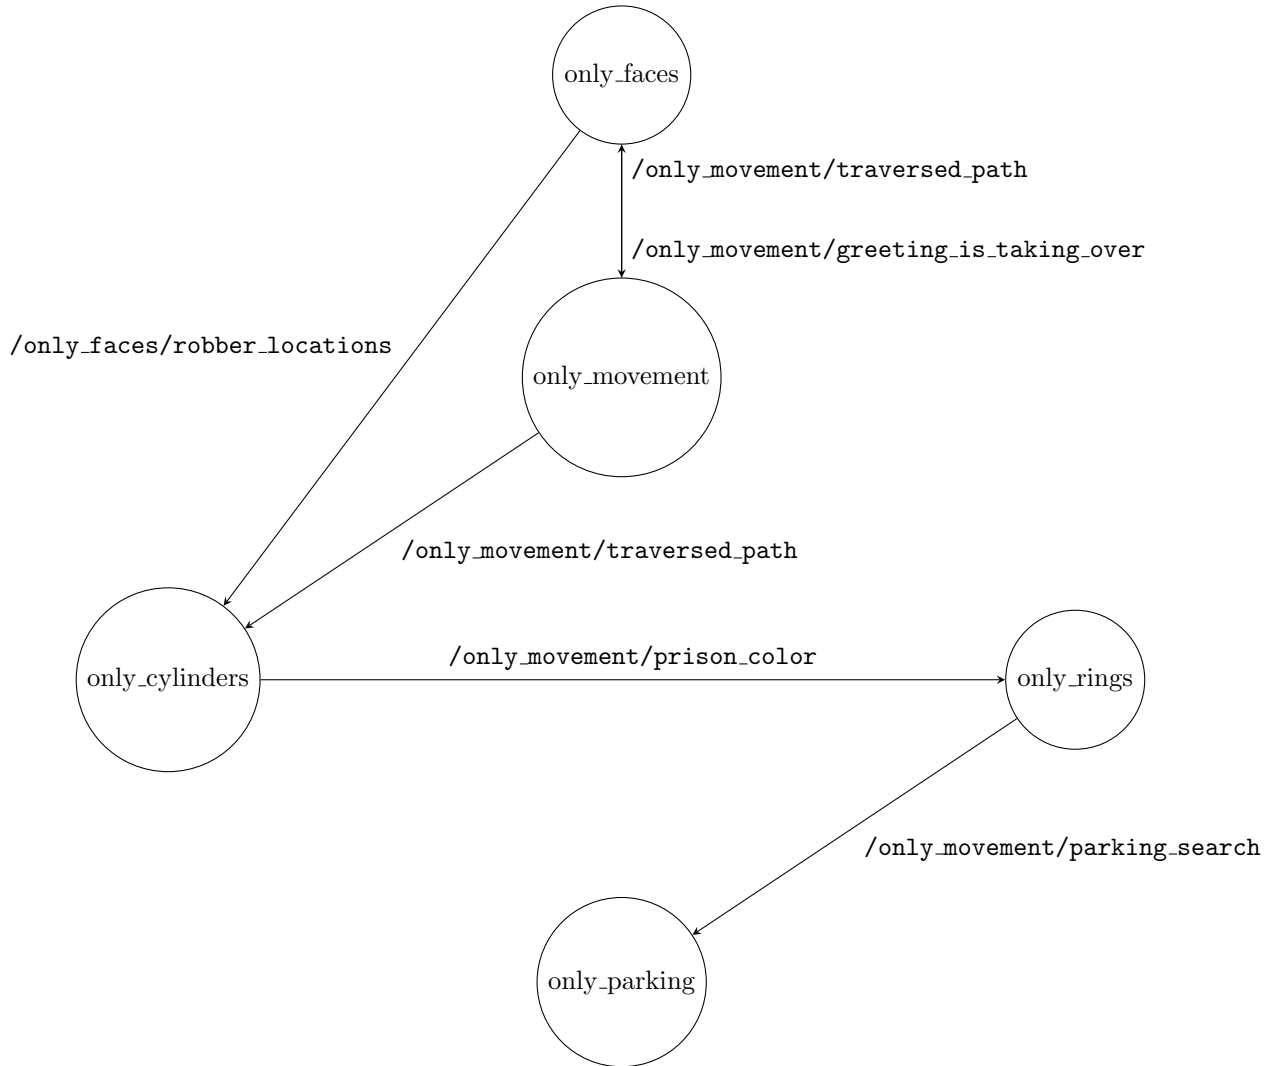 only_faces
/only_movement/traversed_path
/only_movement/greeting_is_taking_over
/only_faces/robber_locations
only_movement
/only_movement/traversed_path
/only_movement/prison_color
only_cylinders
only_rings
/only_movement/parking_search
only_parking